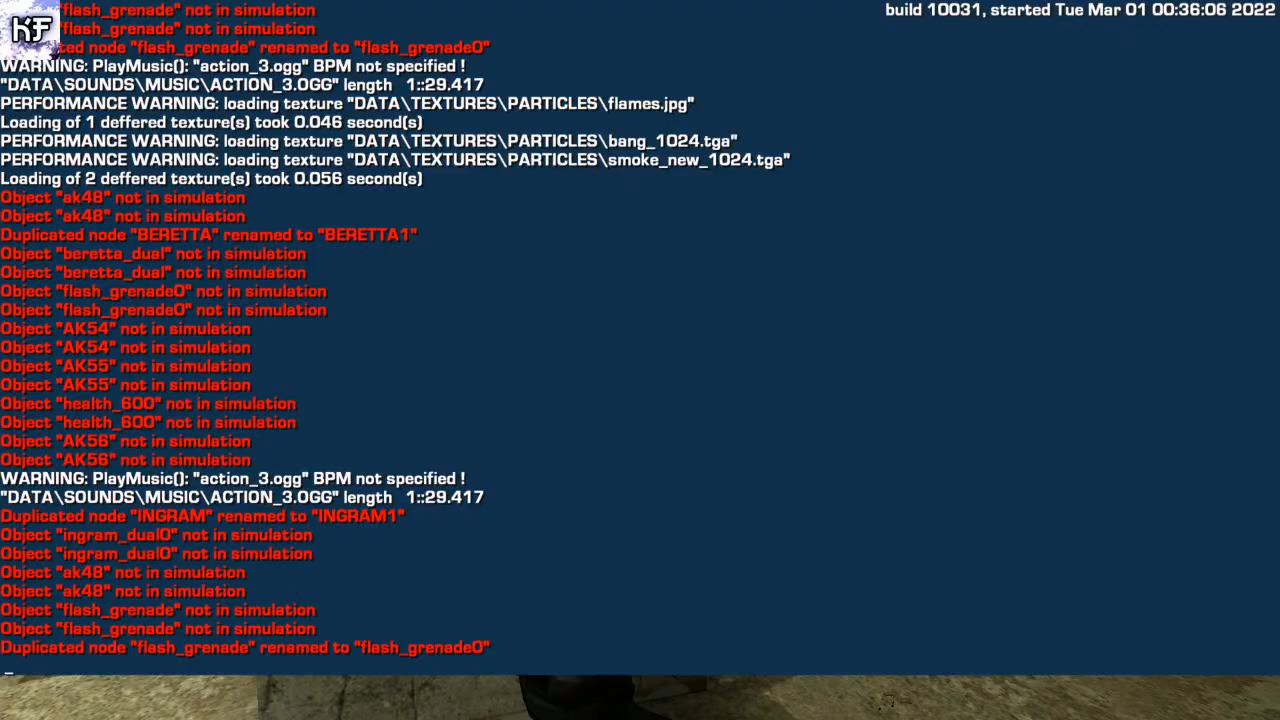 flash_grenade" not in simulation
build 10031, started Tue Mar 01 00:36:06 2022
KF
flash_grenade" not in simulation
ted node "flash_grenade" renamed to "flash_grenade0"
WARNING: PlayMusic(): "action_3.ogg" BPM not specified !
"DATA\SOUNDS\MUSIC\ACTION_3.OGG" length 1::29.417
PERFORMANCE WARNING: loading texture "DATA\TEXTURES\PARTICLES\flames.jpg"
Loading of 1 deffered texture(s) took 0.046 second(s)
PERFORMANCE WARNING: loading texture "DATA\TEXTURES\PARTICLES\bang_1024.tga"
PERFORMANCE WARNING: loading texture "DATA\TEXTURES\PARTICLES\smoke_new_1024.tga"
Loading of 2 deffered texture(s) took 0.056 second(s)
Object "ak48" not in simulation
Object "ak48" not in simulation
Duplicated node "BERETTA" renamed to "BERETTA1"
Object "beretta_dual" not in simulation
Object "beretta_dual" not in simulation
Object "flash_grenade0" not in simulation
Object "flash_grenade0" not in simulation
Object "AK54" not in simulation
Object "AK54" not in simulation
Object "AK55" not in simulation
Object "AK55" not in simulation
Object "health_600" not in simulation
Object "health_600" not in simulation
Object "AK56" not in simulation
Object "AK56" not in simulation
WARNING: PlayMusic(): "action_3.ogg" BPM not specified !
"DATA\SOUNDS\MUSIC\ACTION_3.OGG" length 1::29.417
Duplicated node "INGRAM" renamed to "INGRAM1"
Object "ingram_dual0" not in simulation
Object "ingram_dual0" not in simulation
Object "ak48" not in simulation
Object "ak48" not in simulation
Object "flash_grenade" not in simulation
Object "flash_grenade" not in simulation
Duplicated node "flash_grenade" renamed to "flash_grenade0"
_